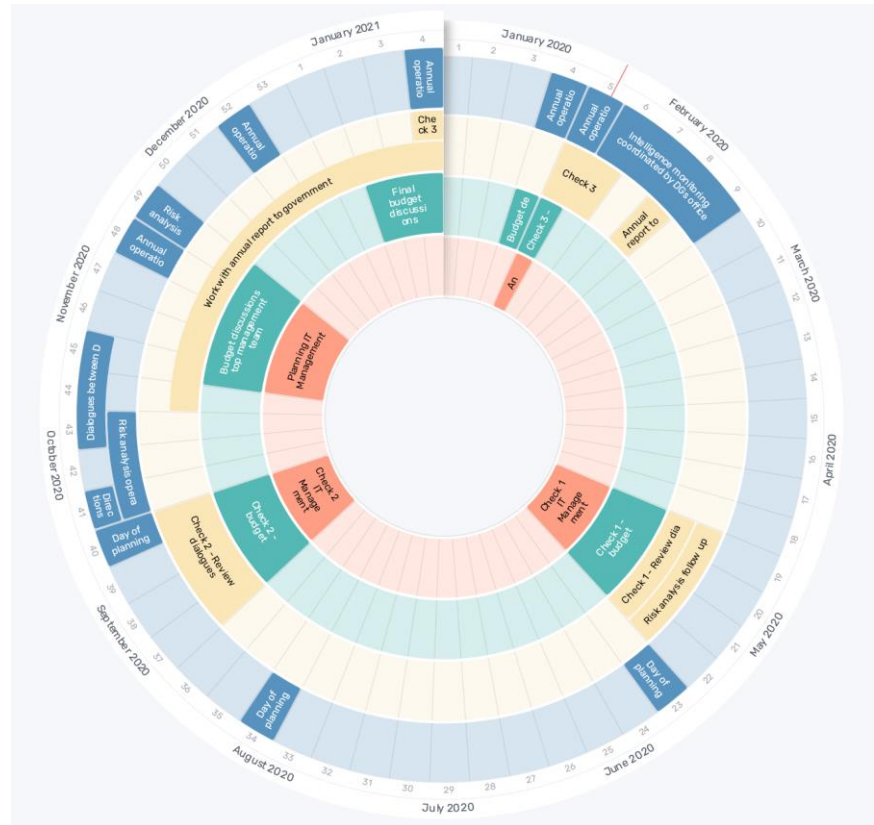 January 2021
January 2020
February 2020
March 2020
April 2020
May 2020
June 2020
July 2020
August 2020
September 2020
October 2020
November 2020
December 2020
1
2
3
4
5
6
7
8
9
10
11
12
13
14
15
16
17
18
19
20
21
22
23
24
25
26
27
28
29
30
31
32
33
34
35
36
37
38
39
40
41
42
43
44
45
46
47
48
49
50
51
52
53
1
2
3
4
Annual
operatio
Annual
operatio
Intelligence monitoring
coordinated by DGs office
Day of
planning
Day of
planning
Day of
planning
Direc
tions
Risk analysis opera
Dialogues between D
Annual
operatio
Risk
analysis
Annual
operatio
Annual
operatio
Check 3
Annual
report to
Check 1 - Review dia
Risk analysis follow up
Check 2 - Review
dialogues
Work with annual report to government
Che
ck 3
Budget de
Check 3 -
Check 1 -
budget
Check 2 -
budget
Budget discussions
top management
team
Final
budget
discussi
ons
An
Check 1
IT
Manage
ment
Check 2
IT
Manage
ment
Planning IT
Management